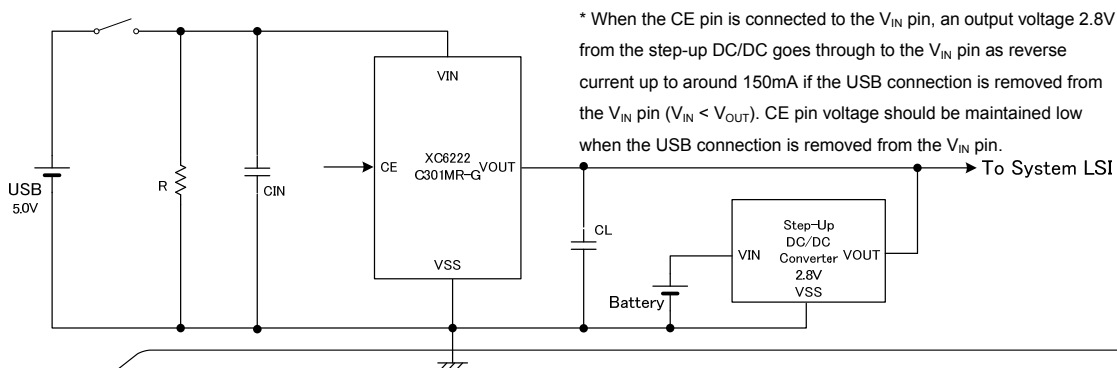 * When the CE pin is connected to the VIN pin, an output voltage 2.8V
from the step-up DC/DC goes through to the VIN pin as reverse
current up to around 150mA if the USB connection is removed from
the VIN pin (VIN < VOUT). CE pin voltage should be maintained low
when the USB connection is removed from the VIN pin.
VIN
CE
XC6222
C301MR-G
VOUT
VSS
To System LSI
USB
5.0V
R
CIN
CL
Step-Up
DC/DC
Converter
2.8V
VIN
VOUT
VSS
Battery